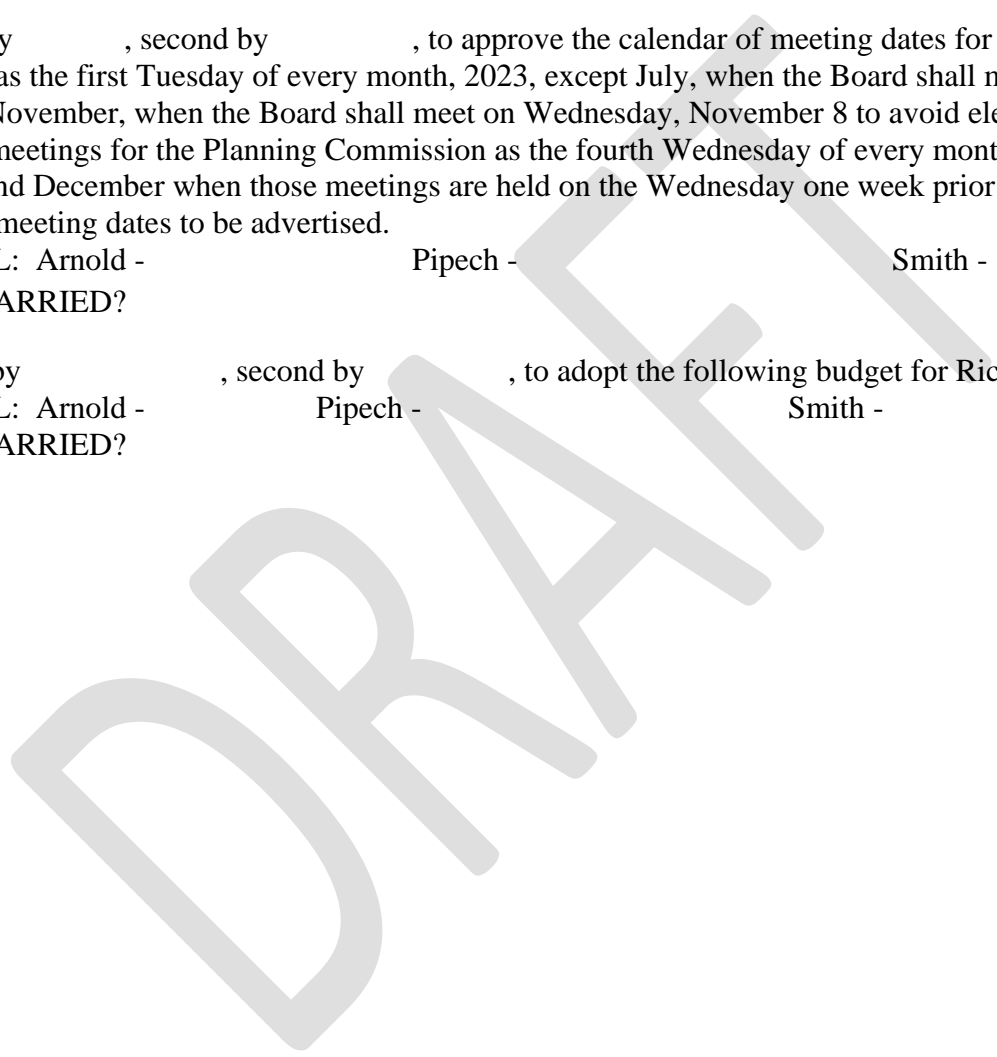 y , second by , to approve the calendar of meeting dates for
as the first Tuesday of every month, 2023, except July, when the Board shall
November, when the Board shall meet on Wednesday, November 8 to avoid
meetings for the Planning Commission as the fourth Wednesday of every
nd December when those meetings are held on the Wednesday one week prior
meeting dates to be advertised.
L: Arnold - Pipech - Smith -
ARRIED?
by , second by , to adopt the following budget for
L: Arnold - Pipech - Smith -
ARRIED?
DRAFT